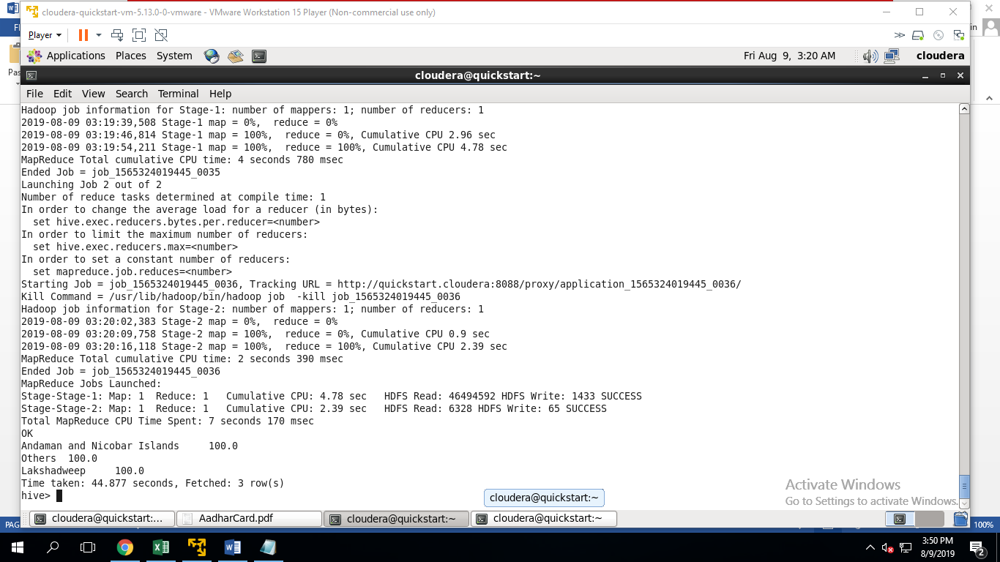 cloudera-quickstart-vm-5.13.0-0-vmware - VMware Workstation 15 Player (Non-commercial use only)
Player
Applications Places System Fri Aug 9, 3:20 AM cloudera
cloudera@quickstart:~
File Edit View Search Terminal Help
Hadoop job information for Stage-1: number of mappers: 1; number of reducers: 1
2019-08-09 03:19:39,508 Stage-1 map = 0%,  reduce = 0%
2019-08-09 03:19:46,814 Stage-1 map = 100%,  reduce = 0%, Cumulative CPU 2.96 sec
2019-08-09 03:19:54,211 Stage-1 map = 100%,  reduce = 100%, Cumulative CPU 4.78 sec
MapReduce Total cumulative CPU time: 4 seconds 780 msec
Ended Job = job_1565324019445_0035
Launching Job 2 out of 2
Number of reduce tasks determined at compile time: 1
In order to change the average load for a reducer (in bytes):
  set hive.exec.reducers.bytes.per.reducer=<number>
In order to limit the maximum number of reducers:
  set hive.exec.reducers.max=<number>
In order to set a constant number of reducers:
  set mapreduce.job.reduces=<number>
Starting Job = job_1565324019445_0036, Tracking URL = http://quickstart.cloudera:8088/proxy/application_1565324019445_0036/
Kill Command = /usr/lib/hadoop/bin/hadoop job  -kill job_1565324019445_0036
Hadoop job information for Stage-2: number of mappers: 1; number of reducers: 1
2019-08-09 03:20:02,383 Stage-2 map = 0%,  reduce = 0%
2019-08-09 03:20:09,758 Stage-2 map = 100%,  reduce = 0%, Cumulative CPU 0.9 sec
2019-08-09 03:20:16,118 Stage-2 map = 100%,  reduce = 100%, Cumulative CPU 2.39 sec
MapReduce Total cumulative CPU time: 2 seconds 390 msec
Ended Job = job_1565324019445_0036
MapReduce Jobs Launched:
Stage-Stage-1: Map: 1  Reduce: 1   Cumulative CPU: 4.78 sec   HDFS Read: 46494592 HDFS Write: 1433 SUCCESS
Stage-Stage-2: Map: 1  Reduce: 1   Cumulative CPU: 2.39 sec   HDFS Read: 6328 HDFS Write: 65 SUCCESS
Total MapReduce CPU Time Spent: 7 seconds 170 msec
OK
Andaman and Nicobar Islands     100.0
Others  100.0
Lakshadweep     100.0
Time taken: 44.877 seconds, Fetched: 3 row(s)
hive>
Activate Windows
Go to Settings to activate Windows.
cloudera@quickstart:~
cloudera@quickstart:... AadharCard.pdf cloudera@quickstart:~ cloudera@quickstart:~
100%
3:50 PM
8/9/2019
2